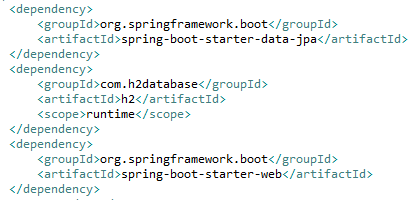 <dependency>
    <groupId>org.springframework.boot</groupId>
    <artifactId>spring-boot-starter-data-jpa</artifactId>
</dependency>
<dependency>
    <groupId>com.h2database</groupId>
    <artifactId>h2</artifactId>
    <scope>runtime</scope>
</dependency>
<dependency>
    <groupId>org.springframework.boot</groupId>
    <artifactId>spring-boot-starter-web</artifactId>
</dependency>